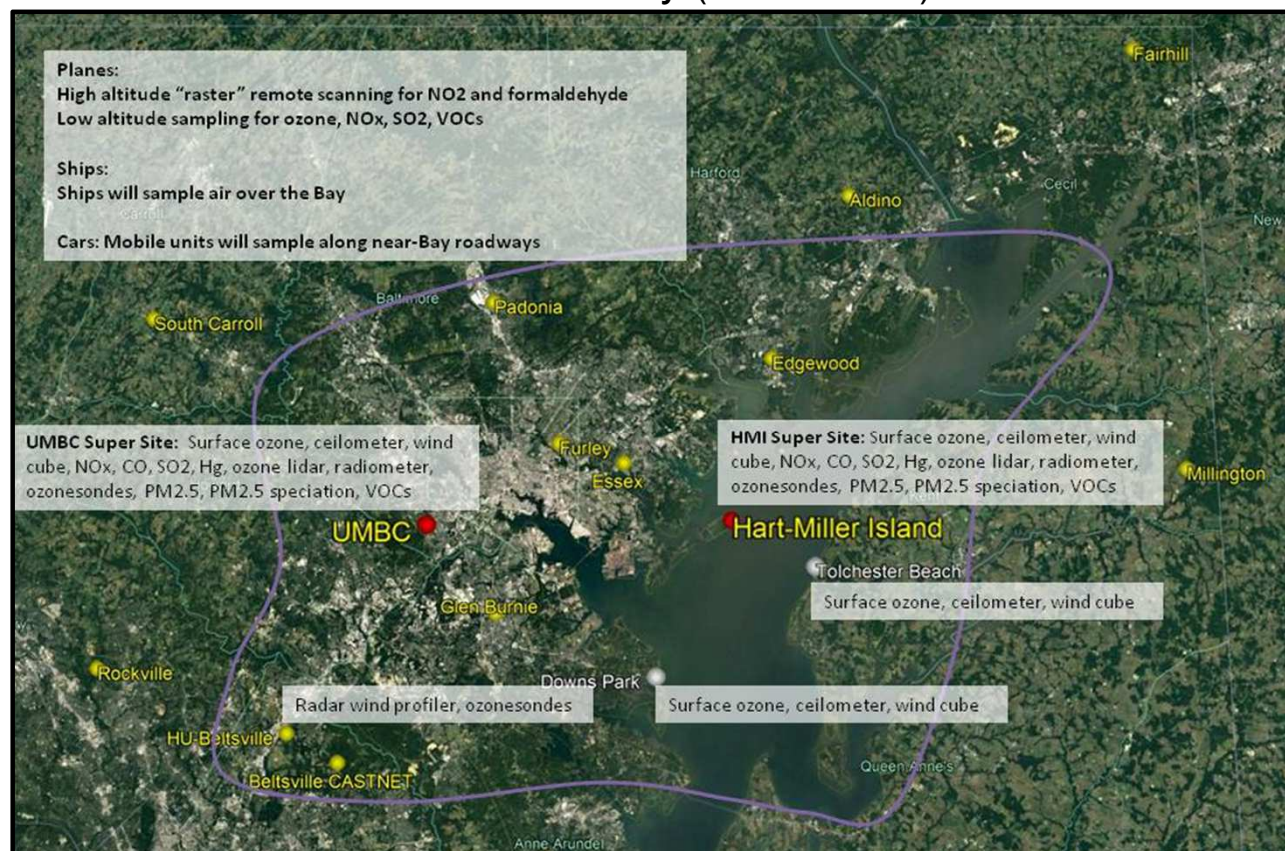 Planes:
High altitude “raster” remote scanning for NO2 and formaldehyde
Low altitude sampling for ozone, NOx, SO2, VOCs
Ships:
Ships will sample air over the Bay
Cars: Mobile units will sample along near-Bay roadways
Fairhill
Harford
Cecil
Aldino
New
Carroll
Baltimore
Padonia
South Carroll
Edgewood
UMBC Super Site: Surface ozone, ceilometer, wind
cube, NOx, CO, SO2, Hg, ozone lidar, radiometer,
ozonesondes, PM2.5, PM2.5 speciation, VOCs
Furley
Essex
HMI Super Site: Surface ozone, ceilometer, wind
cube, NOx, CO, SO2, Hg, ozone lidar, radiometer,
ozonesondes, PM2.5, PM2.5 speciation, VOCs
Millington
UMBC
Hart-Miller Island
Tolchester Beach
Surface ozone, ceilometer, wind cube
Glen Burnie
Rockville
Downs Park
Radar wind profiler, ozonesondes
Surface ozone, ceilometer, wind cube
HU-Beltsville
Beltsville CASTNET
Queen Anne's
Anne Arundel